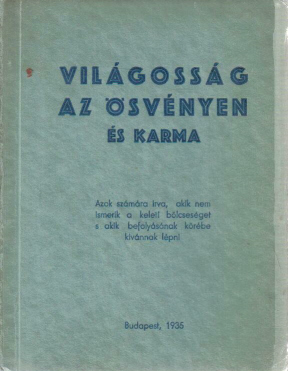 VILÁGOSSÁG
AZ ÖSVÉNYEN
ÉS KARMA
Azok számára írva, akik nem
ismerik a keleti bölcseséget
s akik befolyásának körébe
kívánnak lépni
Budapest, 1935